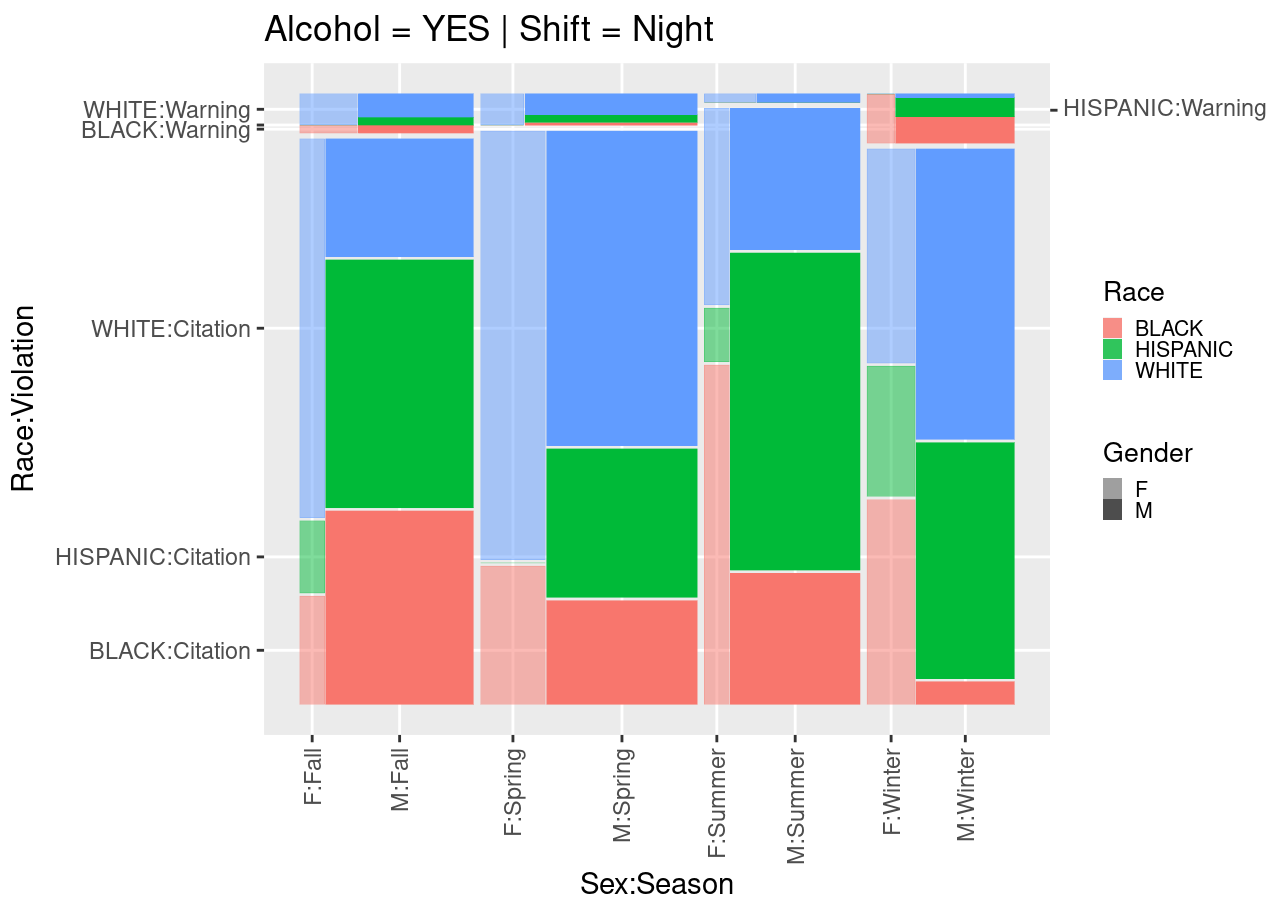 Alcohol = YES | Shift = Night
WHITE:Warning
BLACK:Warning
HISPANIC:Warning
WHITE:Citation
HISPANIC:Citation
BLACK:Citation
Race:Violation
F:Fall
M:Fall
F:Spring
M:Spring
F:Summer
M:Summer
F:Winter
M:Winter
Sex:Season
Race
BLACK
HISPANIC
WHITE
Gender
F
M